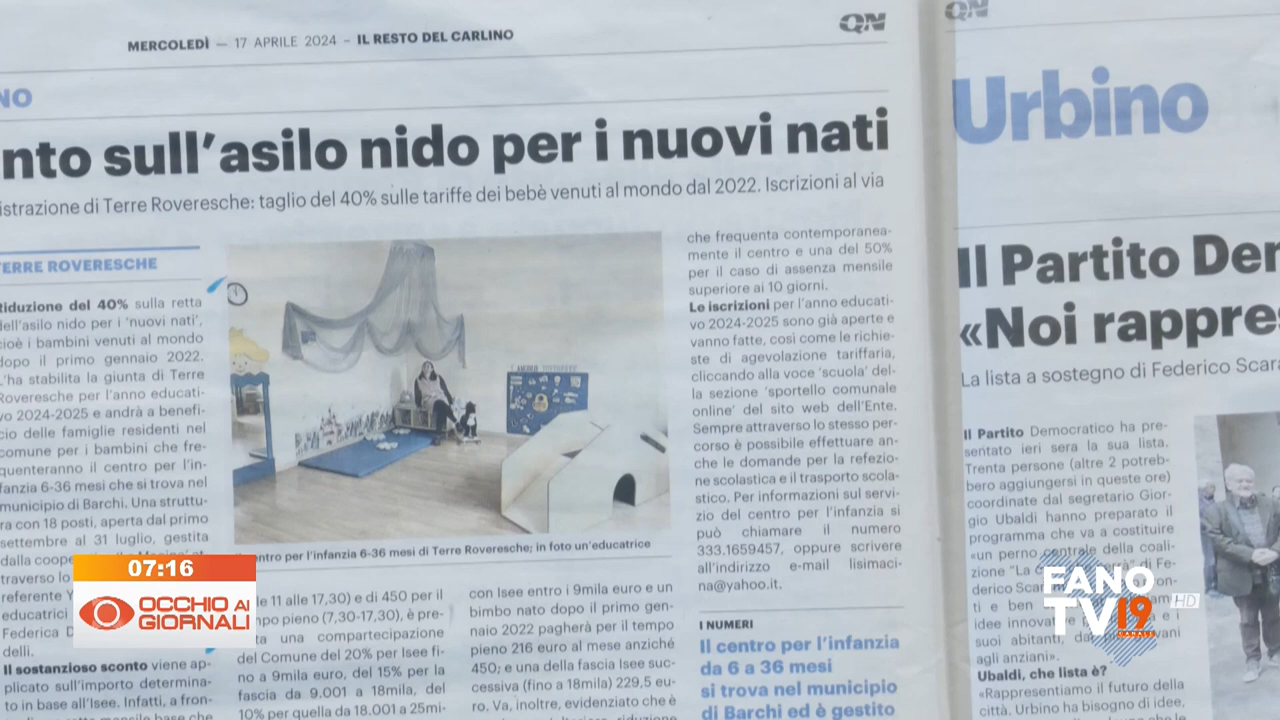 MERCOLEDÌ — 17 APRILE 2024 – IL RESTO DEL CARLINO
QN
NO
nto sull'asilo nido per i nuovi nati
istrazione di Terre Roveresche: taglio del 40% sulle tariffe dei bebè venuti al mondo dal 2022. Iscrizioni al via
TERRE ROVERESCHE
Riduzione del 40% sulla retta
dell'asilo nido per i 'nuovi nati',
cioè i bambini venuti al mondo
dopo il primo gennaio 2022.
L'ha stabilita la giunta di Terre
Roveresche per l'anno educati-
vo 2024-2025 e andrà a benefi-
cio delle famiglie residenti nel
comune per i bambini che fre-
quenteranno il centro per l'in-
fanzia 6-36 mesi che si trova nel
municipio di Barchi. Una struttu-
ra con 18 posti, aperta dal primo
settembre al 31 luglio, gestita
dalla coope
traverso lo
referente
educatrici
Federica D
delli.
Il sostanzioso sconto viene ap-
plicato sull'importo determina-
to in base all'Isee. Infatti, a fron-
entro per l'infanzia 6-36 mesi di Terre Roveresche; in foto un'educatrice
le 11 alle 17,30) e di 450 per il
mpo pieno (7,30-17,30), è pre-
una compartecipazione
del Comune del 20% per Isee fi-
no a 9mila euro, del 15% per la
fascia da 9.001 a 18mila, del
10% per quella da 18.001 a 25mi-
con Isee entro i 9mila euro e un
bimbo nato dopo il primo gen-
naio 2022 pagherà per il tempo
pieno 216 euro al mese anziché
450; e una della fascia Isee suc-
cessiva (fino a 18mila) 229,5 eu-
ro. Va, inoltre, evidenziato che è
che frequenta contemporanea-
mente il centro e una del 50%
per il caso di assenza mensile
superiore ai 10 giorni.
Le iscrizioni per l'anno educati-
vo 2024-2025 sono già aperte e
vanno fatte, così come le richie-
ste di agevolazione tariffaria,
cliccando alla voce 'scuola' del-
la sezione 'sportello comunale
online' del sito web dell'Ente.
Sempre attraverso lo stesso per-
corso è possibile effettuare an-
che le domande per la refezio-
ne scolastica e il trasporto scola-
stico. Per informazioni sul servi-
zio del centro per l'infanzia si
può chiamare il numero
333.1659457, oppure scrivere
all'indirizzo e-mail lisimaci-
na@yahoo.it.
I NUMERI
Il centro per l'infanzia
da 6 a 36 mesi
si trova nel municipio
di Barchi ed è gestito
QN
Urbino
Il Partito Der
«Noi rappre
La lista a sostegno di Federico Scar
Il Partito Democratico ha pre-
sentato ieri sera la sua lista.
Trenta persone (altre 2 potreb-
bero aggiungersi in queste ore)
coordinate dal segretario Gior-
gio Ubaldi hanno preparato il
programma che va a costituire
«un perno centrale della coali-
zione "La di Fe-
derico Scar
ti e ben
idee innovat e i
suoi abitanti, da vani
agli anziani».
Ubaldi, che lista è?
«Rappresentiamo il futuro della
città. Urbino ha bisogno di idee,
07:16
OCCHIO AI
GIORNALI
FANO
TV 19
CANALE
HD